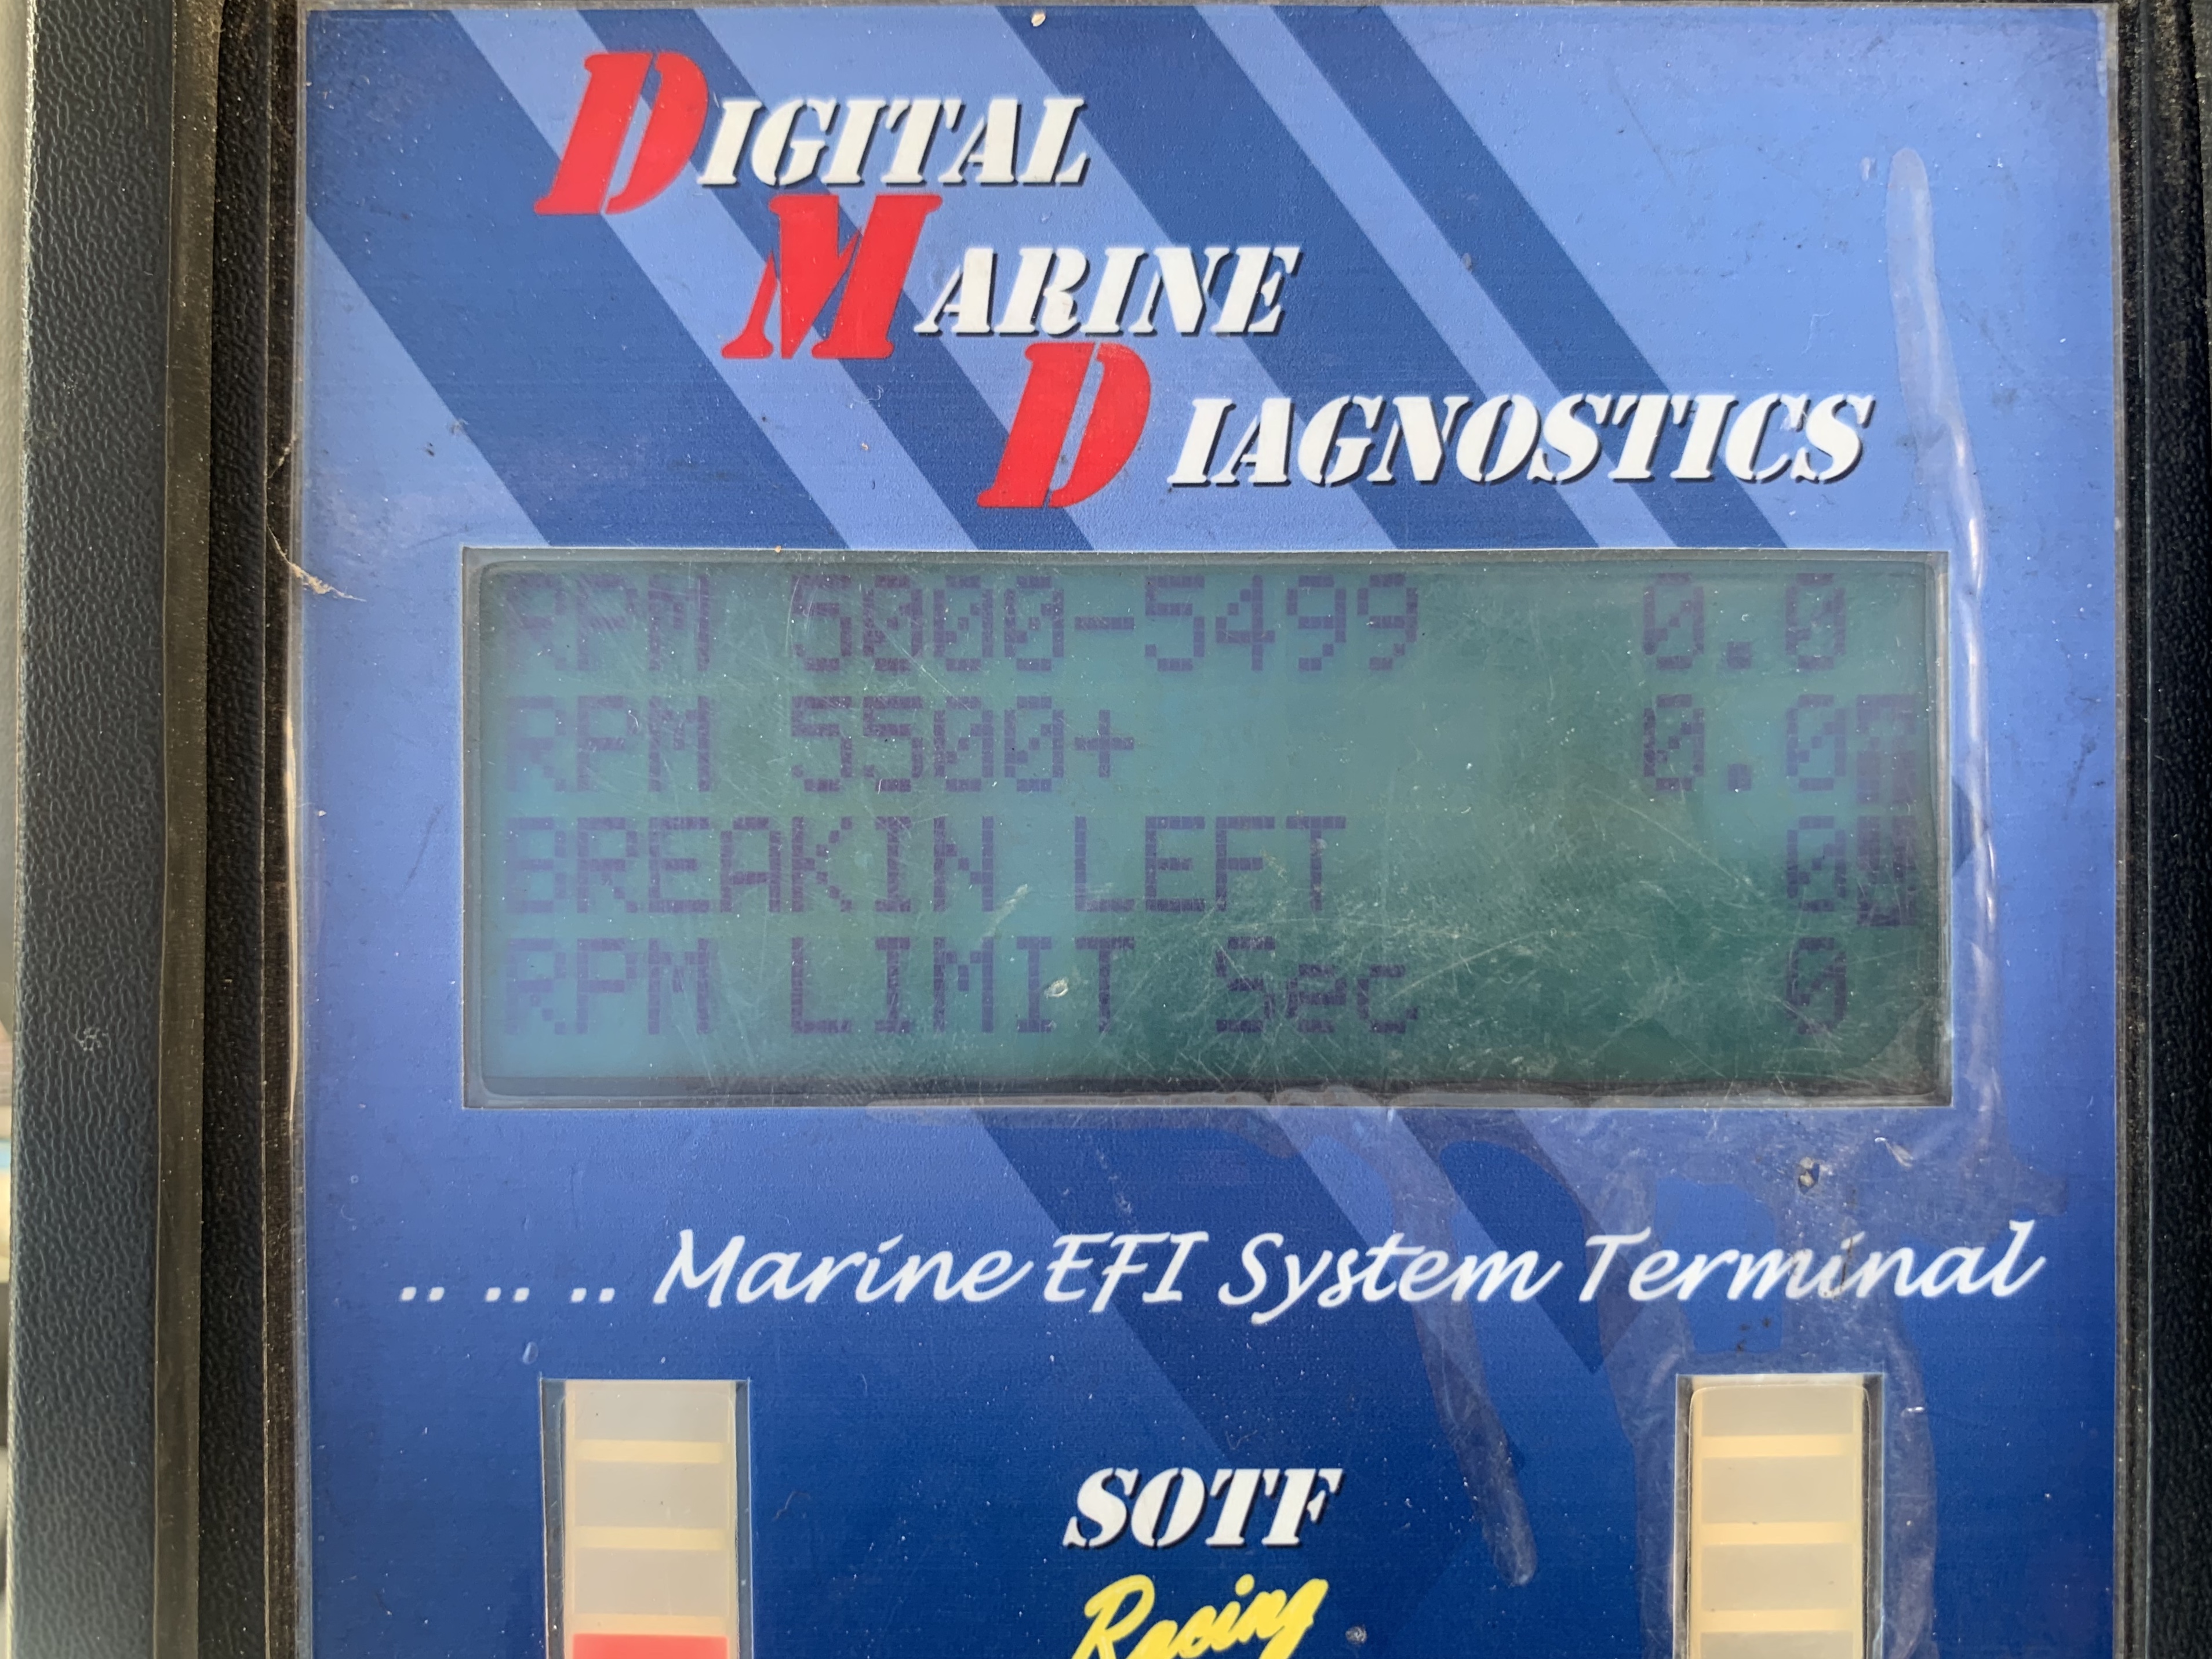 DIGITAL
MARINE
DIAGNOSTICS
RPM 5000-5499 0.0
RPM 5500+ 0.0
BREAKIN LEFT 0
RPM LIMIT Sec 0
.. .. .. Marine EFI System Terminal
SOTF
Racing